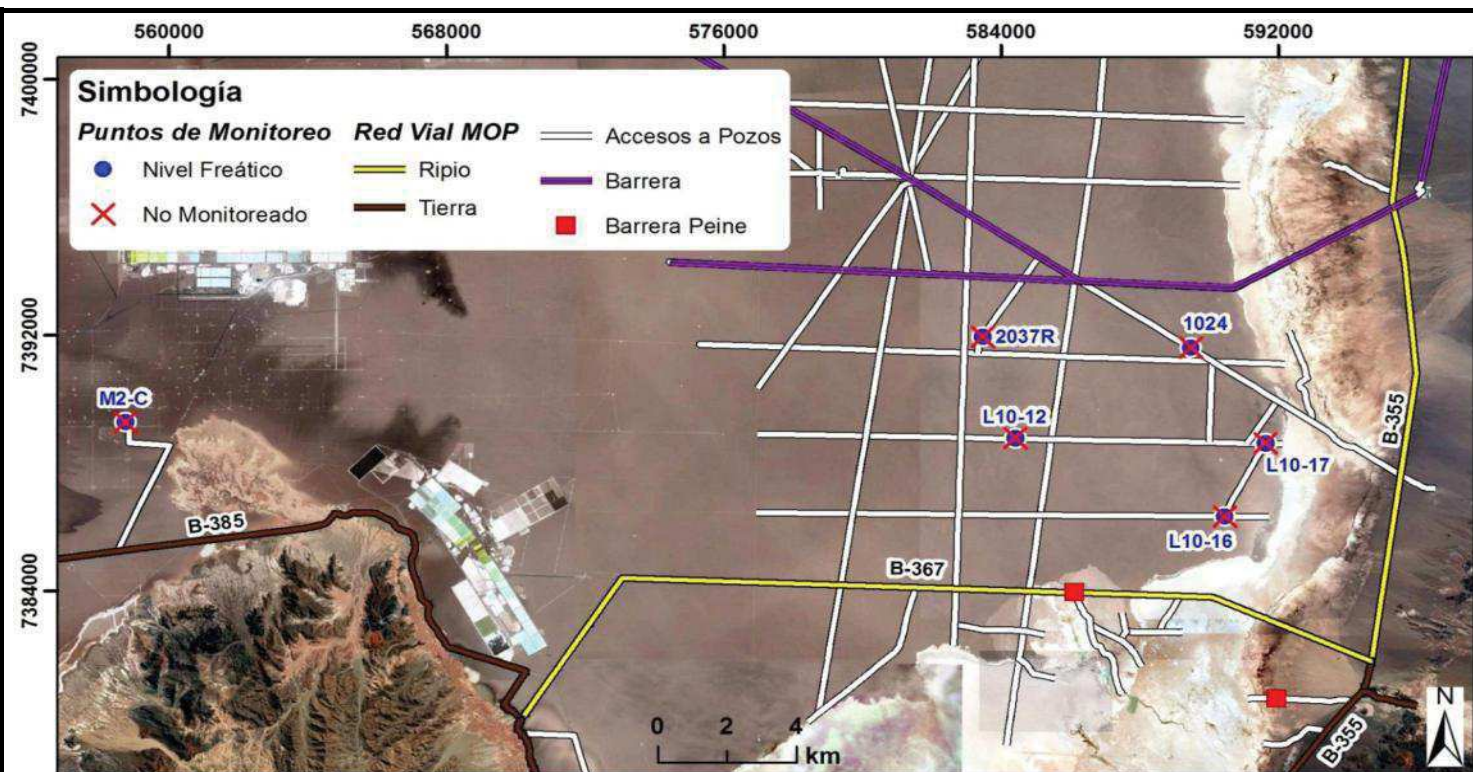 560000 568000 576000 584000 592000
7400000
7392000
7384000
Simbología
Puntos de Monitoreo
Nivel Freático
No Monitoreado
Red Vial MOP
Ripio
Tierra
Accesos a Pozos
Barrera
Barrera Peine
2037R
1024
M2-C
L10-12
L10-17
L10-16
B-355
B-385
B-367
B-355
0 2 4
km
N